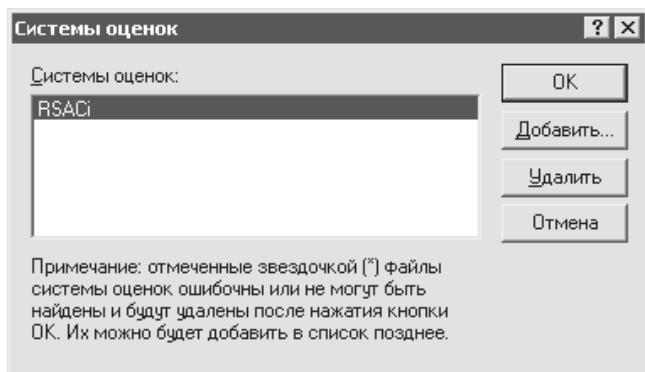 Системы оценок
Системы оценок:
RSACi
OK
Добавить...
Удалить
Отмена
Примечание: отмеченные звездочкой (*) файлы
системы оценок ошибочны или не могут быть
найдены и будут удалены после нажатия кнопки
OK. Их можно будет добавить в список позднее.